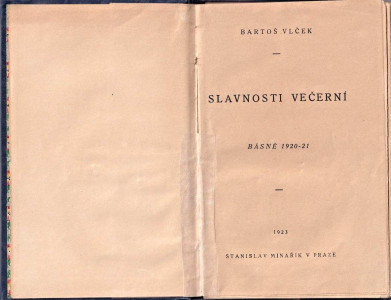 BARTOŠ VLČEK
—
SLAVNOSTI VEČERNÍ
BÁSNĚ 1920-21
—
1923
STANISLAV MINAŘÍK V PRAZE